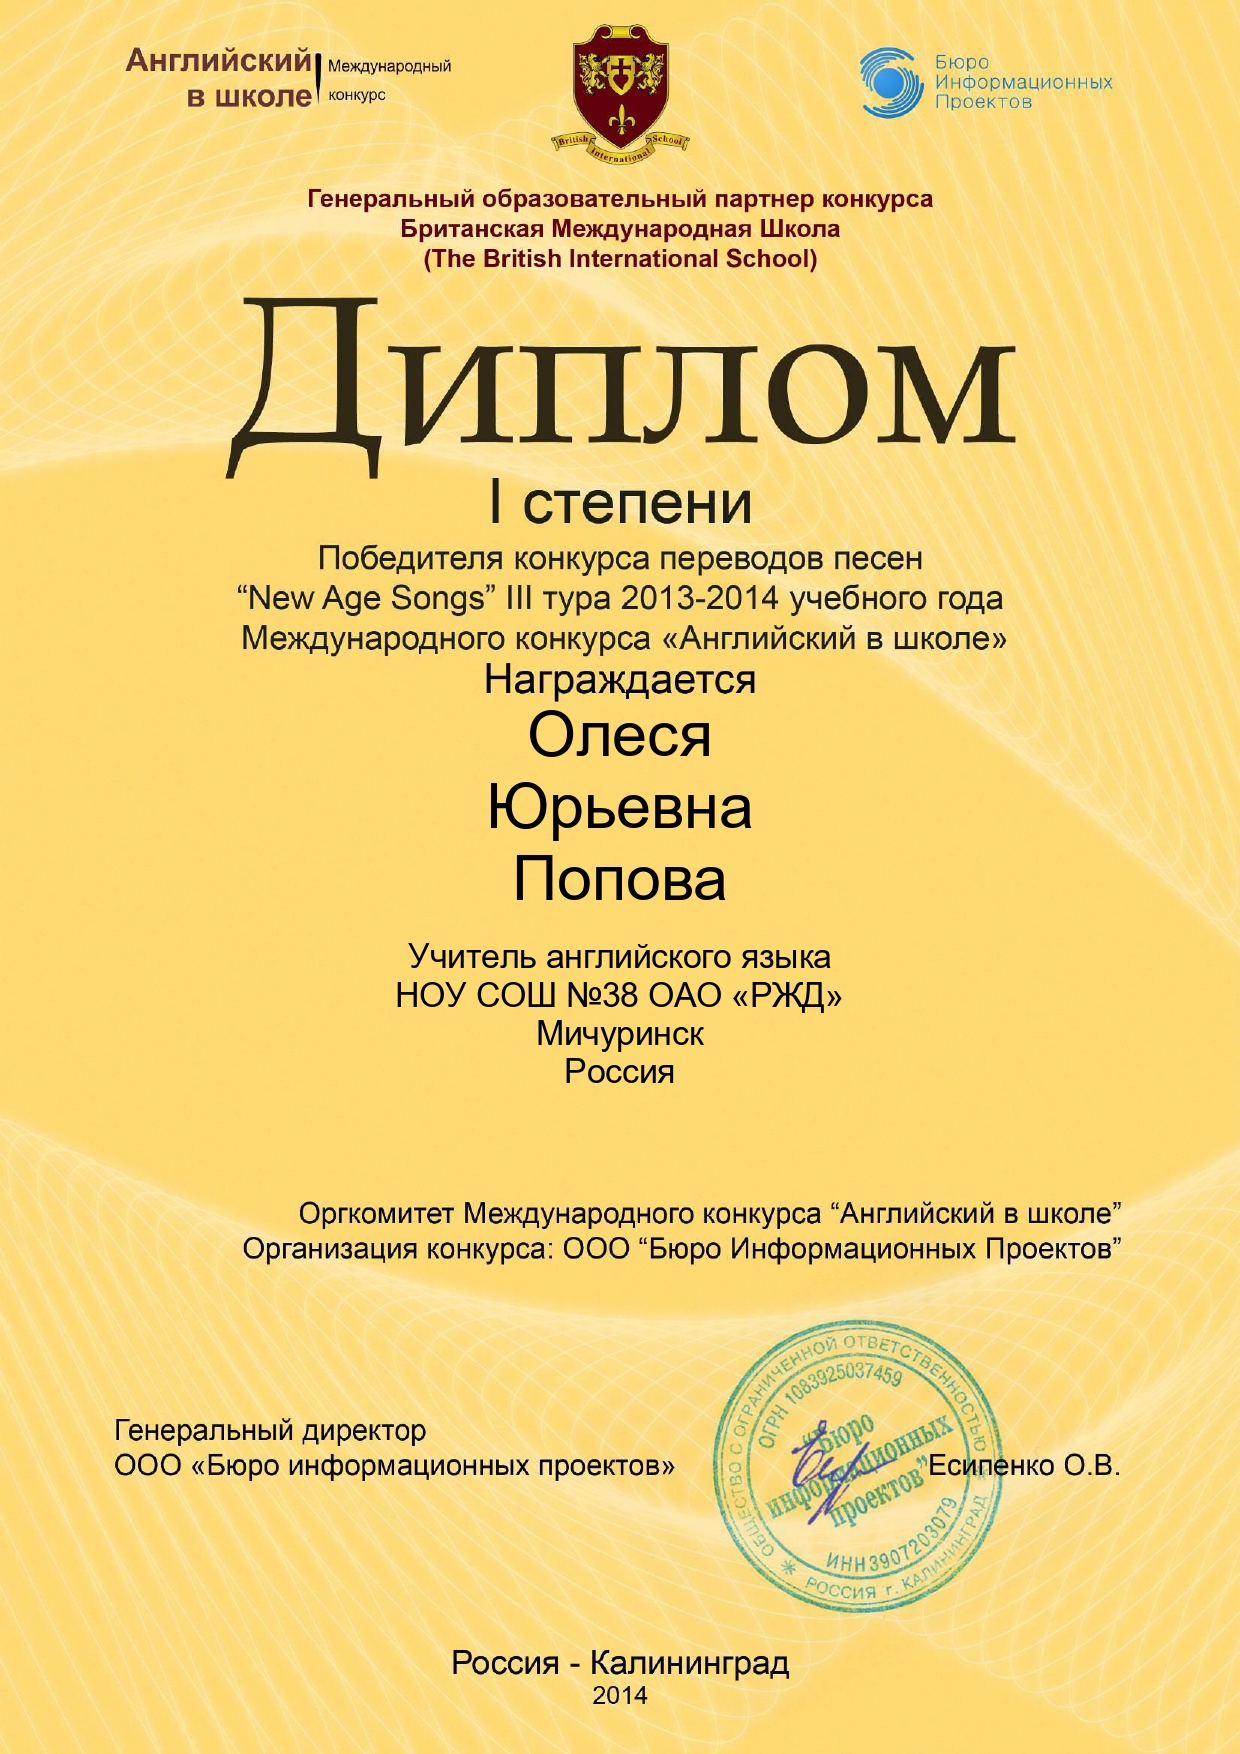 Английский
в школе
Международный
конкурс
British International School
Бюро
Информационных
Проектов
Генеральный образовательный партнер конкурса
Британская Международная Школа
(The British International School)
Диплом
I степени
Победителя конкурса переводов песен
“New Age Songs” III тура 2013-2014 учебного года
Международного конкурса «Английский в школе»
Награждается
Олеся
Юрьевна
Попова
Учитель английского языка
НОУ СОШ №38 ОАО «РЖД»
Мичуринск
Россия
Оргкомитет Международного конкурса “Английский в школе”
Организация конкурса: ООО “Бюро Информационных Проектов”
Генеральный директор
ООО «Бюро информационных проектов»
Есипенко О.В.
ОБЩЕСТВО С ОГРАНИЧЕННОЙ ОТВЕТСТВЕННОСТЬЮ
РОССИЯ г. КАЛИНИНГРАД
ОГРН 1083925037459
ИНН 3907203079
“Бюро
информационных
проектов”
Россия - Калининград
2014